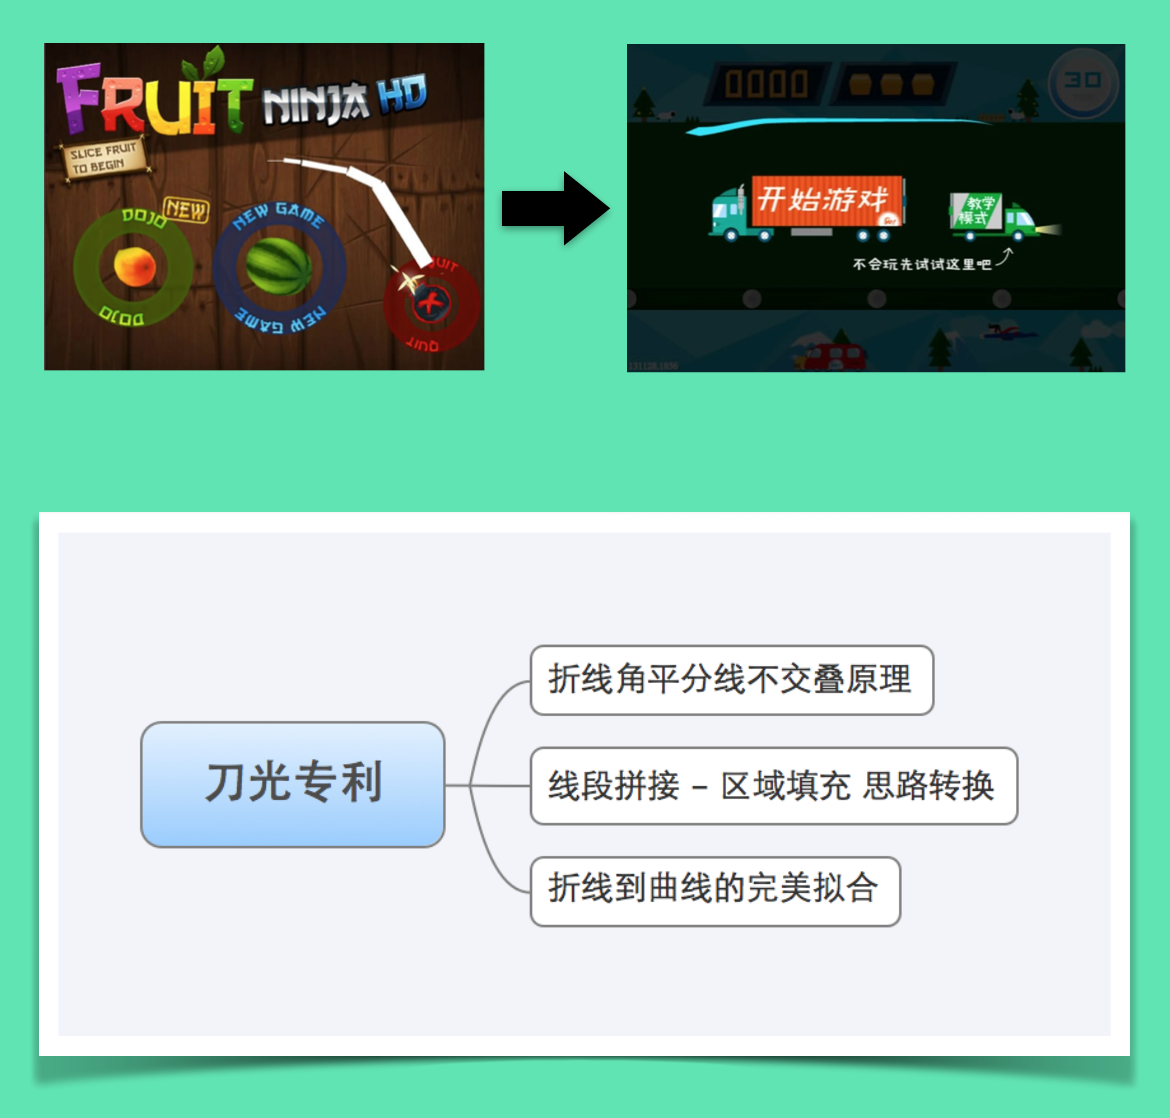 FRUIT NINJA HD
SLICE FRUIT
TO BEGIN
NEW
DOJO
DOJO
NEW GAME
NEW GAME
QUIT
0000
30
开始游戏
教学
模式
不会玩先试试这里吧
刀光专利
折线角平分线不交叠原理
线段拼接 – 区域填充 思路转换
折线到曲线的完美拟合